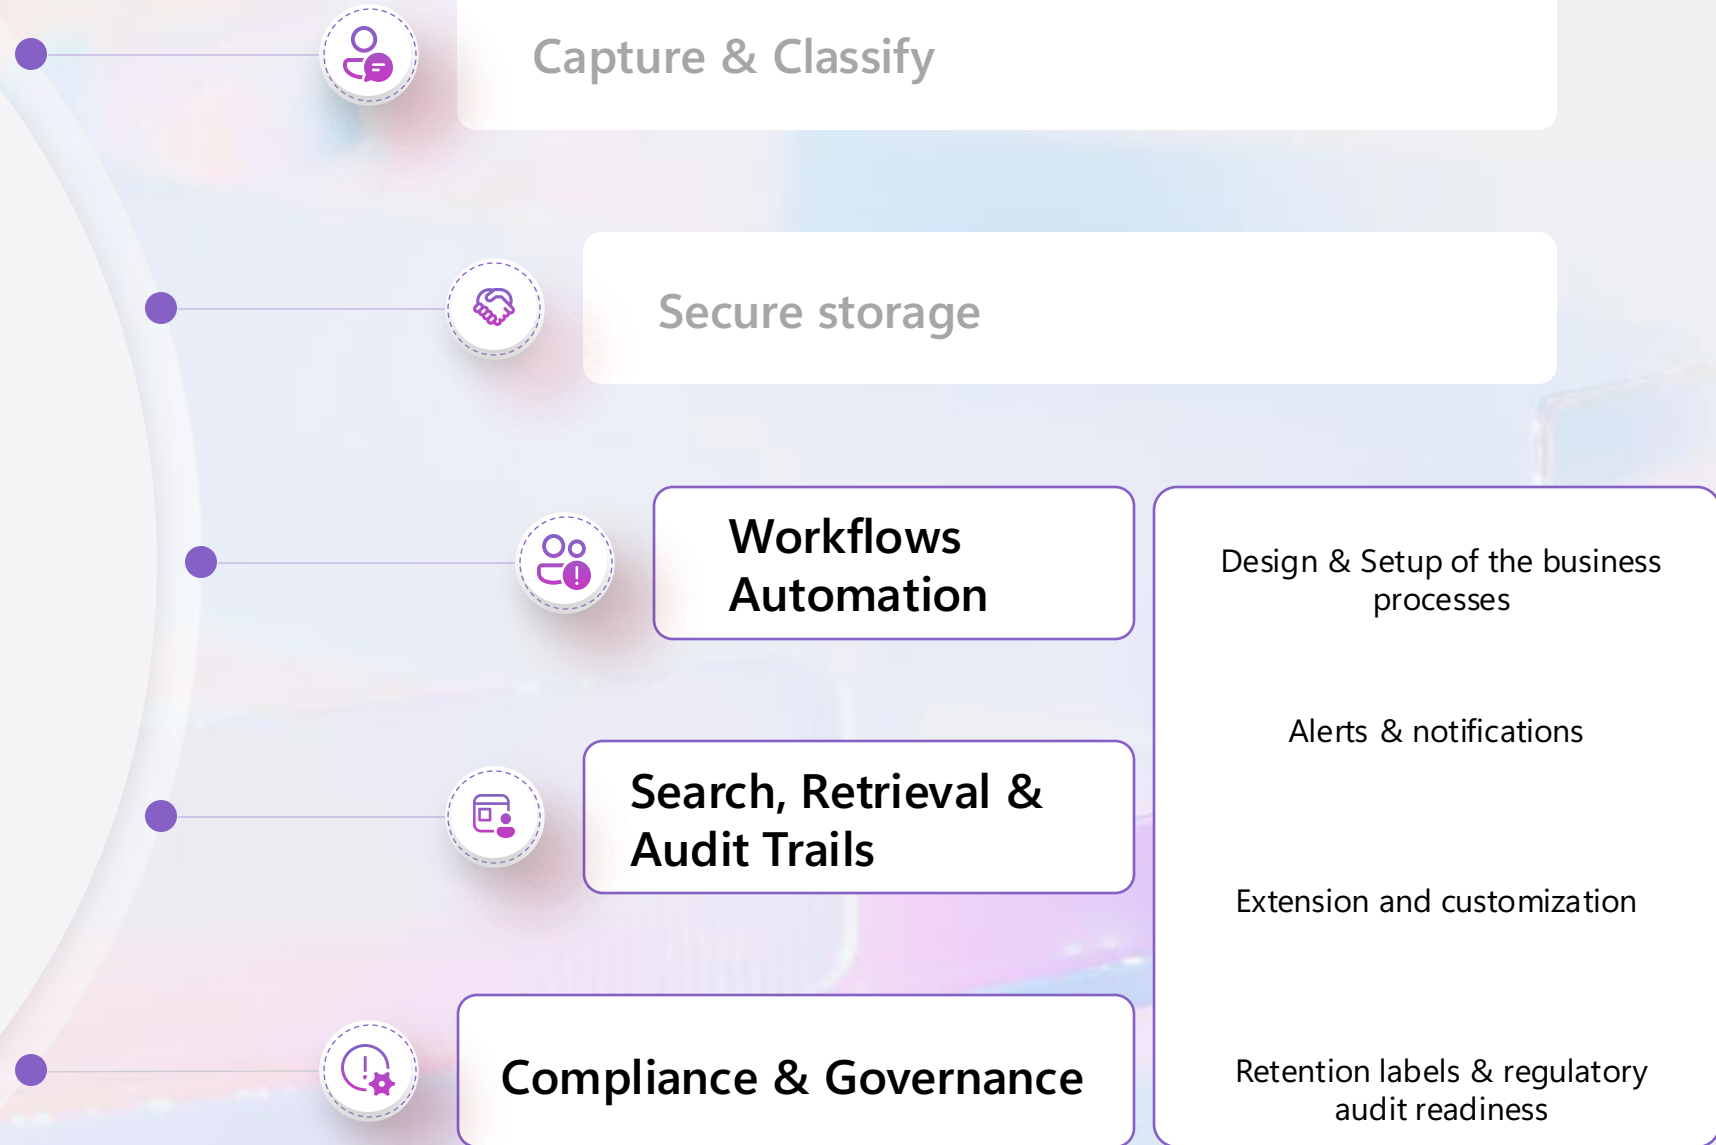 Capture & Classify
Secure storage
Workflows
Automation
Search, Retrieval &
Audit Trails
Compliance & Governance
Design & Setup of the business
processes
Alerts & notifications
Extension and customization
Retention labels & regulatory
audit readiness